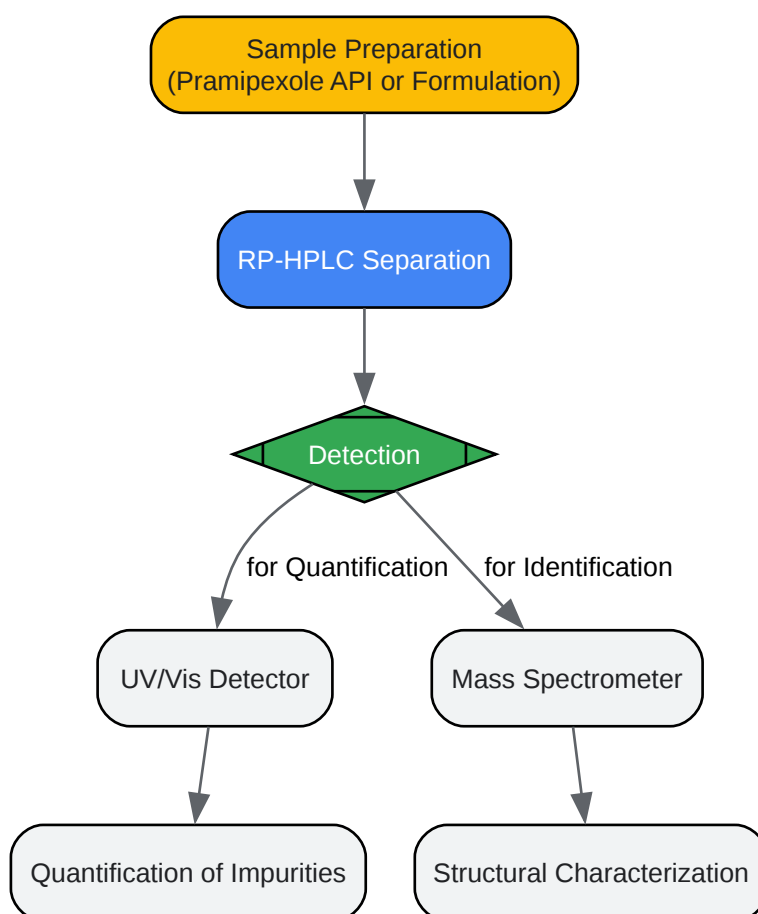 Sample Preparation
(Pramipexole API or Formulation)
RP-HPLC Separation
Detection
for Quantification
for Identification
UV/Vis Detector
Mass Spectrometer
Quantification of Impurities
Structural Characterization